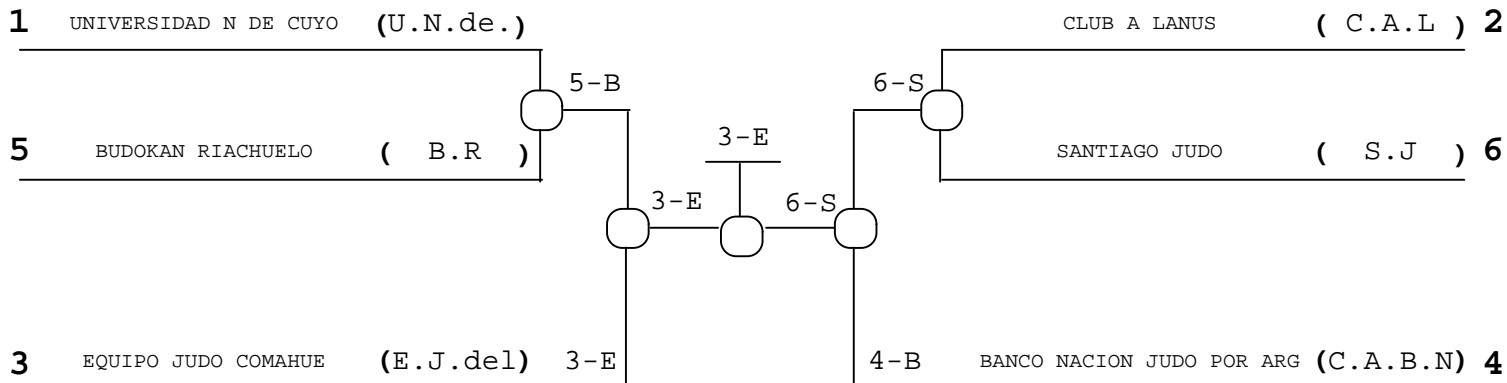 1 UNIVERSIDAD N DE CUYO (U.N.de.) CLUB A LANUS ( C.A.L ) 2
5-B 6-S
3-E
5 BUDOKAN RIACHUELO ( B.R ) SANTIAGO JUDO ( S.J ) 6
3-E 6-S
3 EQUIPO JUDO COMAHUE (E.J.del) 3-E 4-B BANCO NACION JUDO POR ARG (C.A.B.N) 4